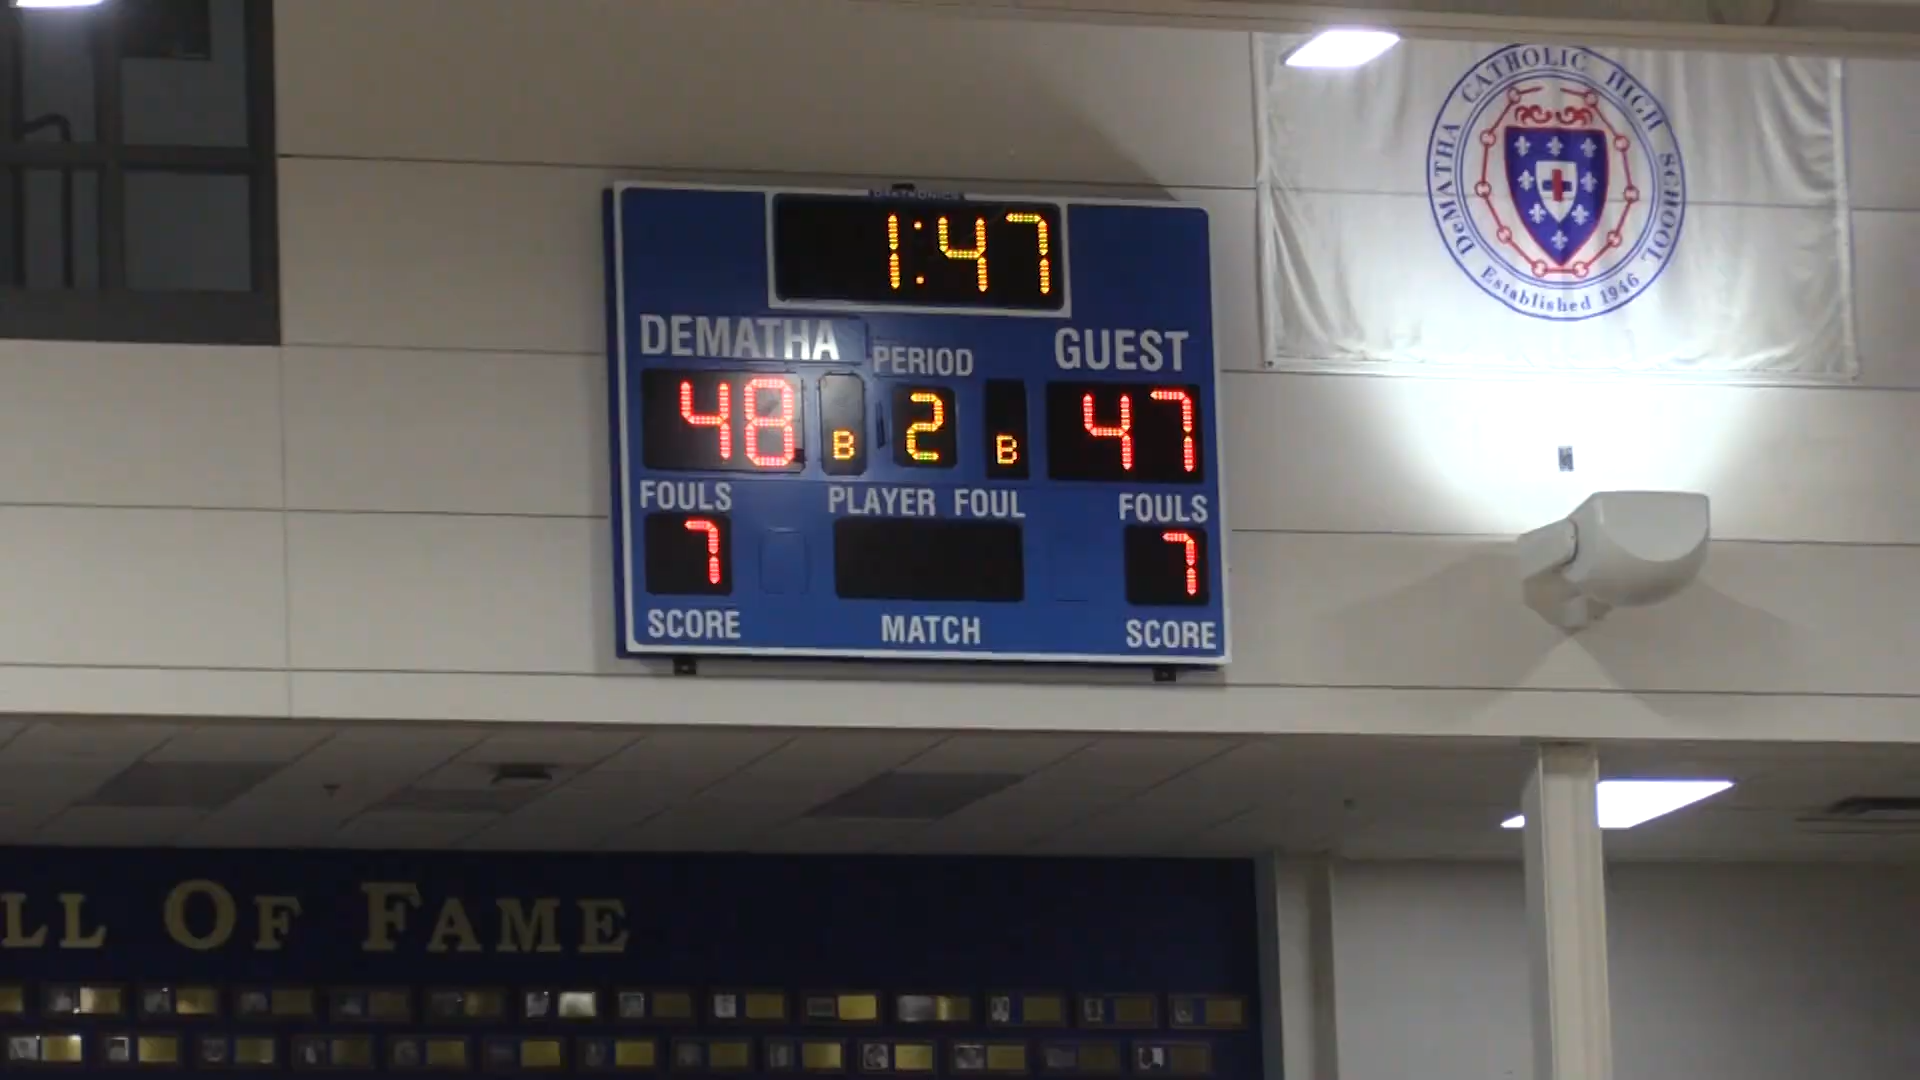 DAKTRONICS
1:47
DEMATHA PERIOD GUEST
48 B 2 B 47
FOULS PLAYER FOUL FOULS
7 7
SCORE MATCH SCORE
DeMATHA CATHOLIC HIGH SCHOOL
Established 1946
LL OF FAME